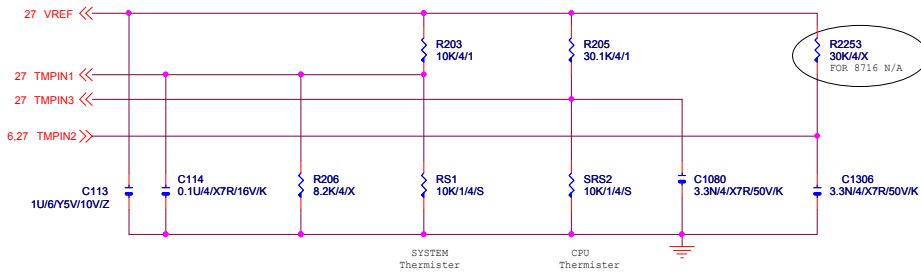 27 VREF
R203
10K/4/1
R205
30.1K/4/1
R2253
30K/4/X
FOR 8716 N/A
27 TMPIN1
27 TMPIN3
6,27 TMPIN2
C113
1U/6/Y5V/10V/Z
C114
0.1U/4/X7R/16V/K
R206
8.2K/4/X
RS1
10K/1/4/S
SRS2
10K/1/4/S
C1080
3.3N/4/X7R/50V/K
C1306
3.3N/4/X7R/50V/K
SYSTEM
Thermister
CPU
Thermister